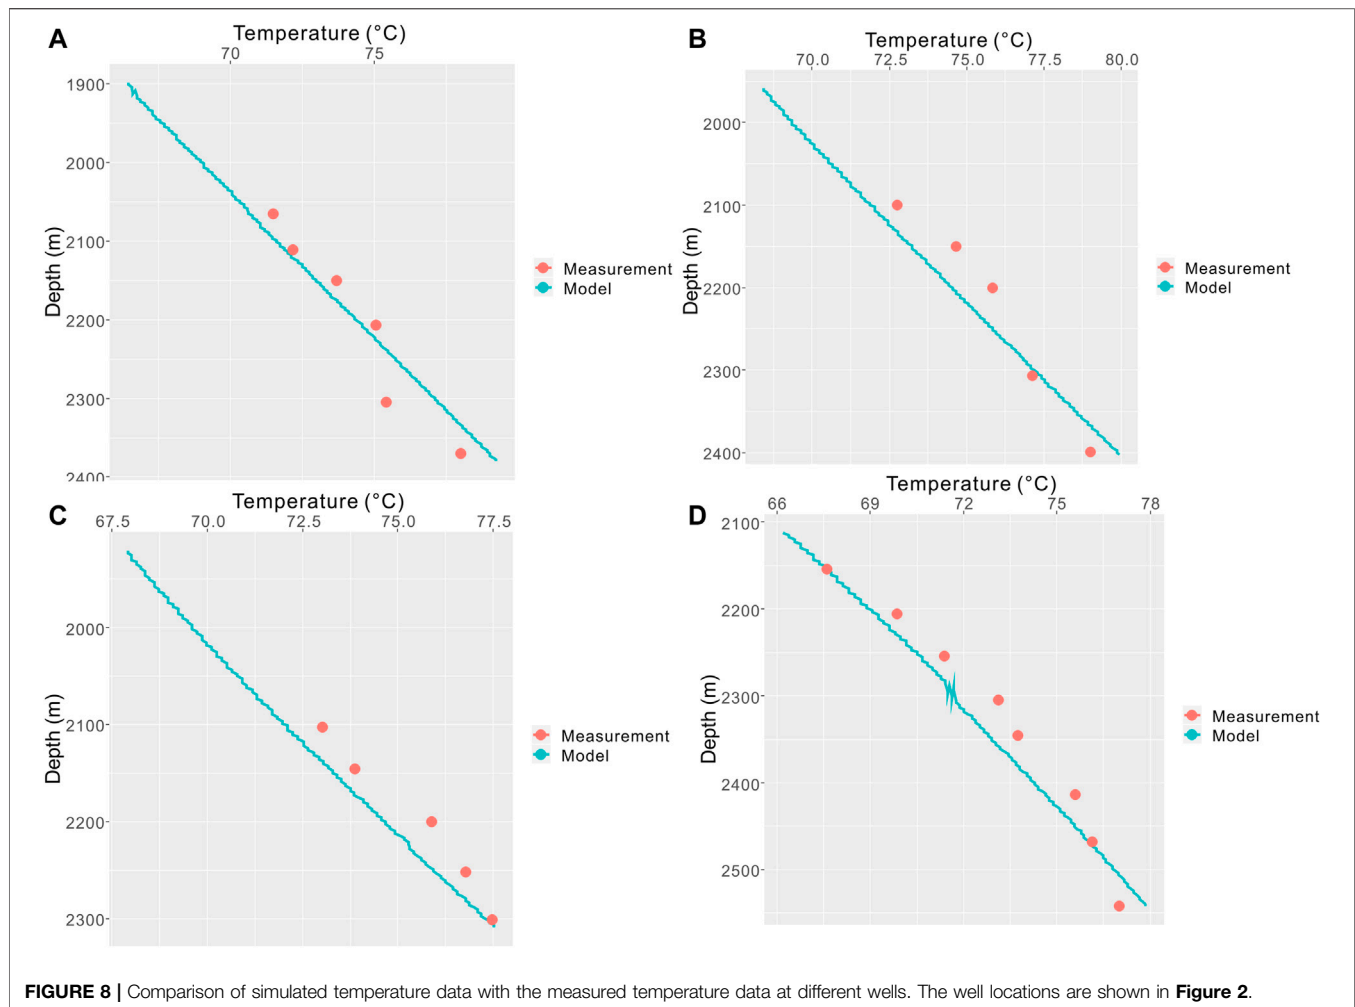 A
Temperature (°C)
70 75
1900
2000
2100
2200
2300
2400
Depth (m)
Measurement
Model
B
Temperature (°C)
70.0 72.5 75.0 77.5 80.0
2000
2100
2200
2300
2400
Depth (m)
Measurement
Model
C
Temperature (°C)
67.5 70.0 72.5 75.0 77.5
2000
2100
2200
2300
Depth (m)
Measurement
Model
D
Temperature (°C)
66 69 72 75 78
2100
2200
2300
2400
2500
Depth (m)
Measurement
Model
FIGURE 8 | Comparison of simulated temperature data with the measured temperature data at different wells. The well locations are shown in Figure 2.